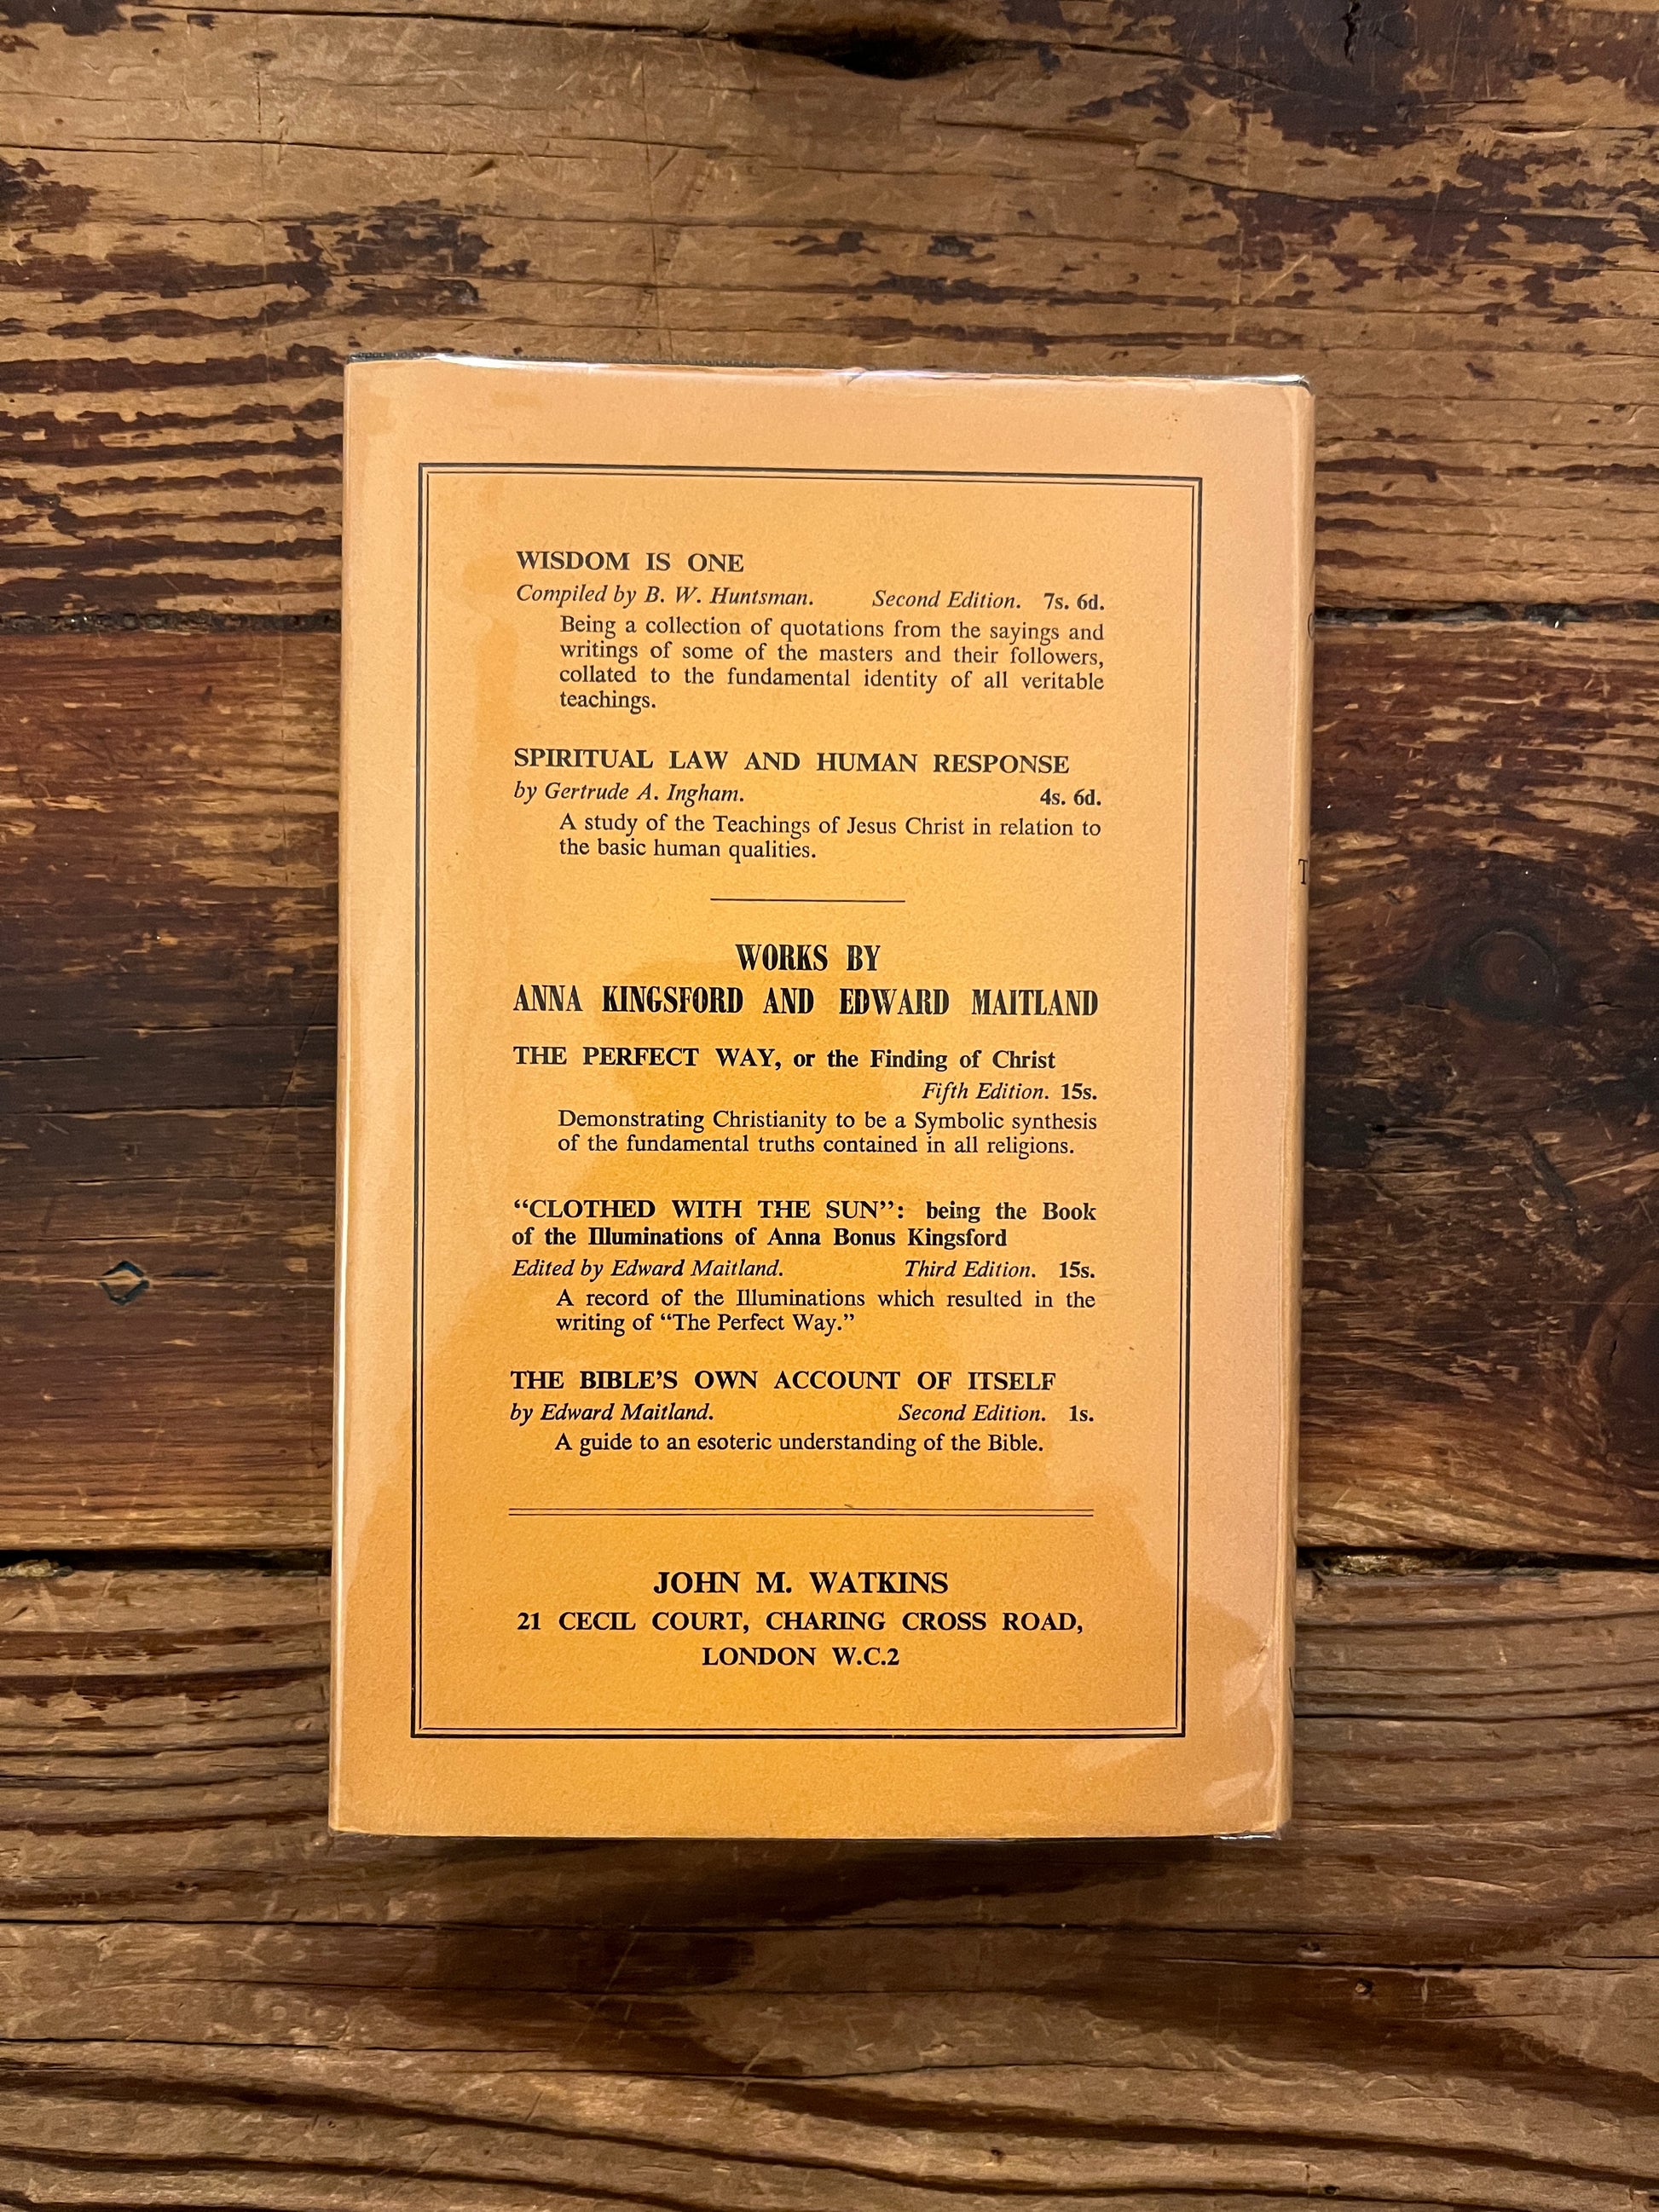 WISDOM IS ONE
Compiled by B. W. Huntsman. Second Edition. 7s. 6d.
Being a collection of quotations from the sayings and
writings of some of the masters and their followers,
collated to the fundamental identity of all veritable
teachings.
SPIRITUAL LAW AND HUMAN RESPONSE
by Gertrude A. Ingham. 4s. 6d.
A study of the Teachings of Jesus Christ in relation to
the basic human qualities.
WORKS BY
ANNA KINGSFORD AND EDWARD MAITLAND
THE PERFECT WAY, or the Finding of Christ
Fifth Edition. 15s.
Demonstrating Christianity to be a Symbolic synthesis
of the fundamental truths contained in all religions.
“CLOTHED WITH THE SUN”: being the Book
of the Illuminations of Anna Bonus Kingsford
Edited by Edward Maitland. Third Edition. 15s.
A record of the Illuminations which resulted in the
writing of “The Perfect Way.”
THE BIBLE’S OWN ACCOUNT OF ITSELF
by Edward Maitland. Second Edition. 1s.
A guide to an esoteric understanding of the Bible.
JOHN M. WATKINS
21 CECIL COURT, CHARING CROSS ROAD,
LONDON W.C.2